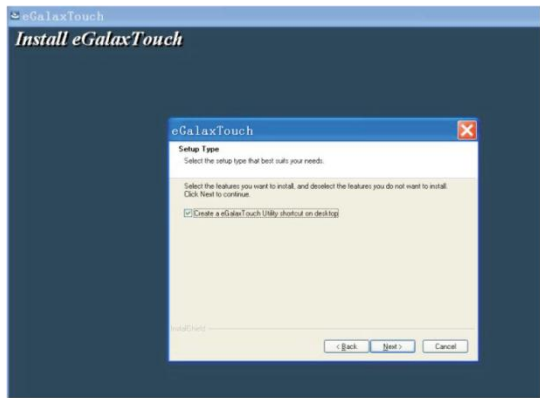 eGalaxTouch
Install eGalaxTouch
eGalaxTouch
Setup Type
Select the setup type that best suits your needs.
Select the features you want to install, and deselect the features you do not want to install.
Click Next to continue.
Create a eGalaxTouch Utility shortcut on desktop
InstallShield
< Back
Next >
Cancel